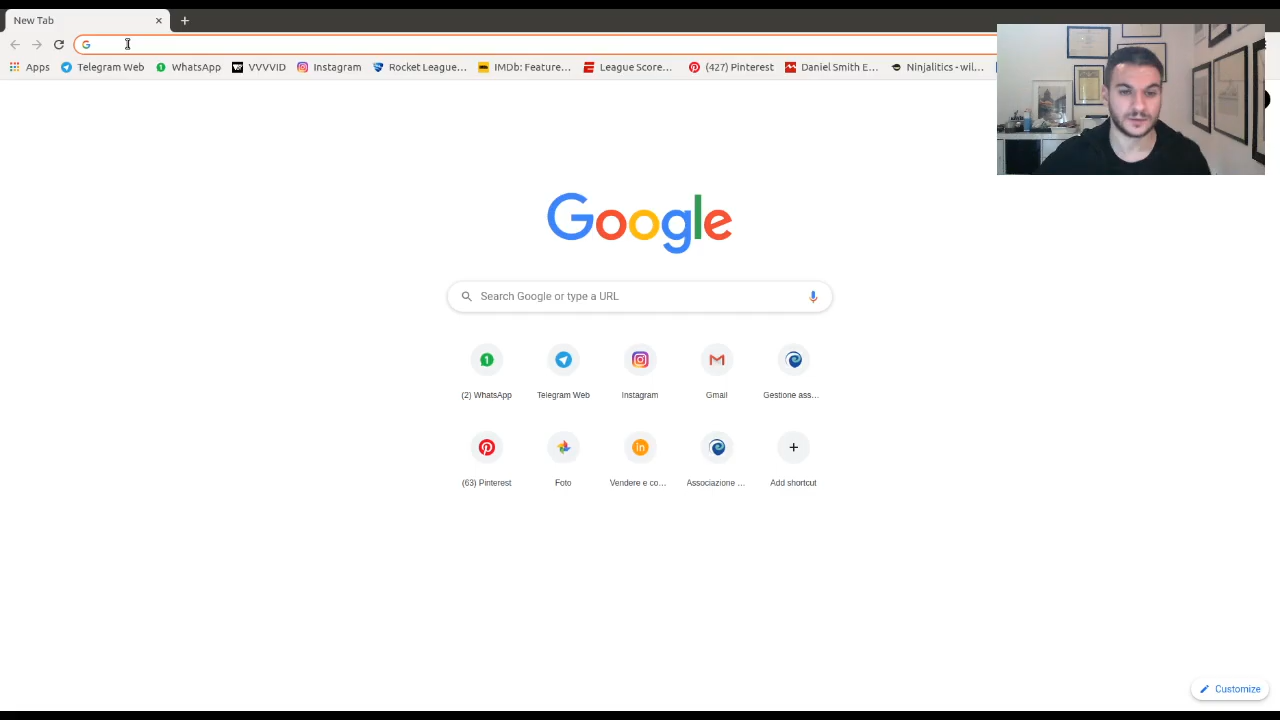 New Tab
Apps Telegram Web WhatsApp VVVVID Instagram Rocket League... IMDb: Feature... League Score... (427) Pinterest Daniel Smith E... Ninjalitics - wil...
Google
Search Google or type a URL
(2) WhatsApp Telegram Web Instagram Gmail Gestione ass...
(63) Pinterest Foto Vendere e co... Associazione ... Add shortcut
Customize